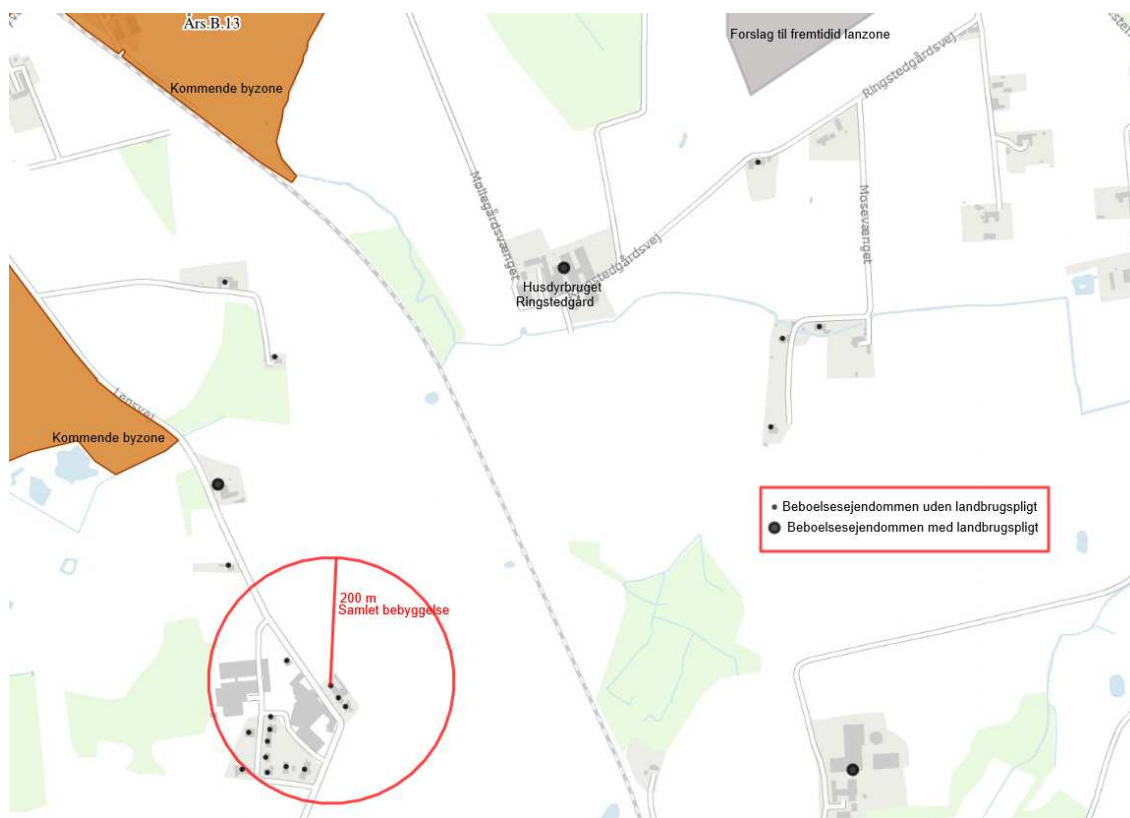 Års.B.13
Kommende byzone
Forslag til fremtidid lanzone
Ringstedgårdsvej
Møllegårdsvænget
Mosevænget
Ringstedgårdsvej
Husdyrbruget
Ringstedgård
Kommende byzone
Beboelsesejendommen uden landbrugspligt
Beboelsesejendommen med landbrugspligt
200 m
Samlet bebyggelse